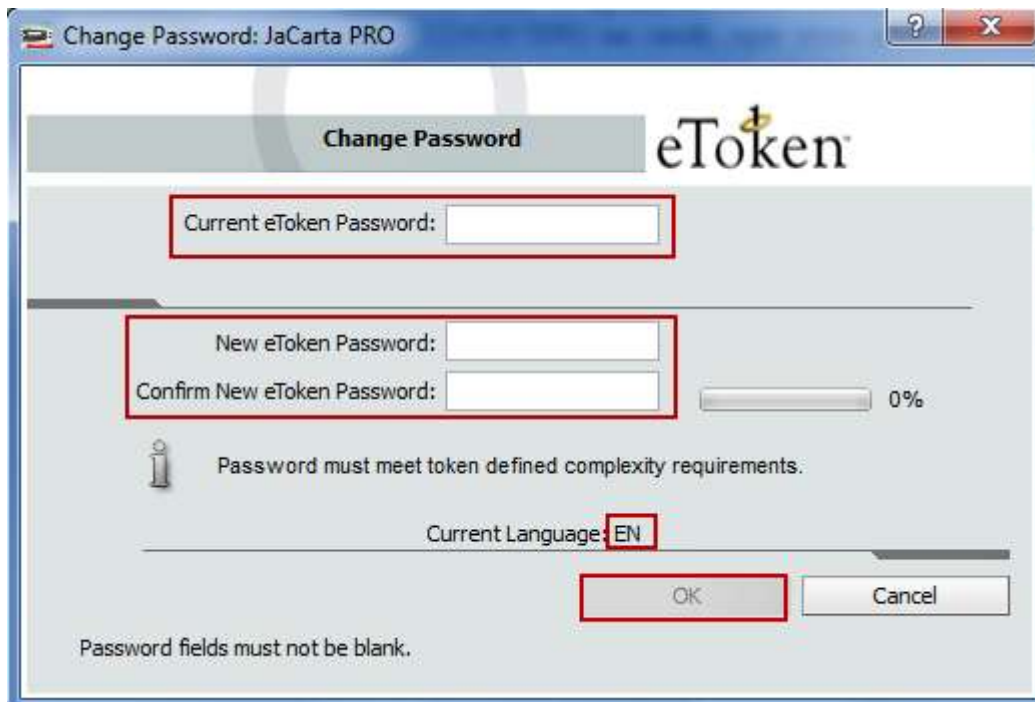 Change Password: JaCarta PRO
Change Password
eToken
Current eToken Password:
New eToken Password:
Confirm New eToken Password:
0%
Password must meet token defined complexity requirements.
Current Language: EN
OK
Cancel
Password fields must not be blank.